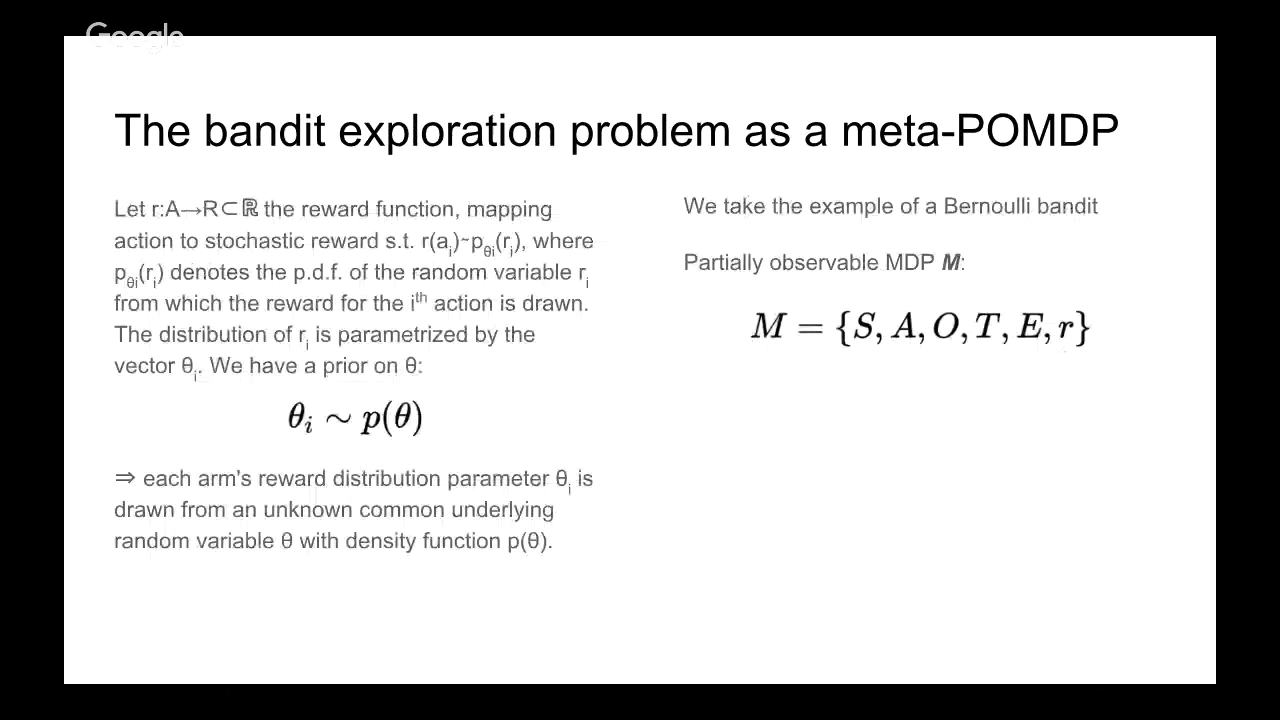 Google
The bandit exploration problem as a meta-POMDP
Let r:A→R⊂ℝ the reward function, mapping
action to stochastic reward s.t. r(aᵢ)~p_θi(rᵢ), where
p_θi(rᵢ) denotes the p.d.f. of the random variable rᵢ
from which the reward for the iᵗʰ action is drawn.
The distribution of rᵢ is parametrized by the
vector θᵢ. We have a prior on θ:
θᵢ ∼ p(θ)
⇒ each arm's reward distribution parameter θᵢ is
drawn from an unknown common underlying
random variable θ with density function p(θ).
We take the example of a Bernoulli bandit
Partially observable MDP M:
M = {S, A, O, T, E, r}